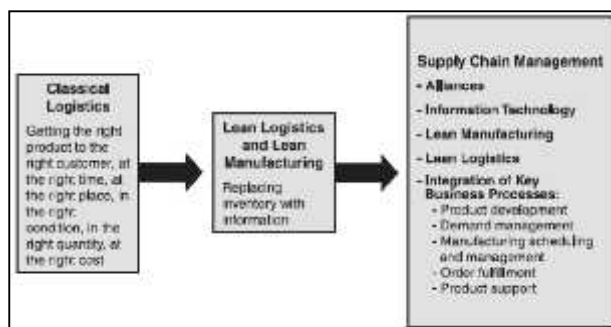 Classical
Logistics
Getting the right
product to the
right customer, at
the right time, at
the right place, in
the right
condition, in the
right quantity, at
the right cost
Lean Logistics
and Lean
Manufacturing
Replacing
inventory with
information
Supply Chain Management
- Alliances
- Information Technology
- Lean Manufacturing
- Lean Logistics
- Integration of Key
Business Processes:
- Product development
- Demand management
- Manufacturing scheduling
and management
- Order fulfillment
- Product support